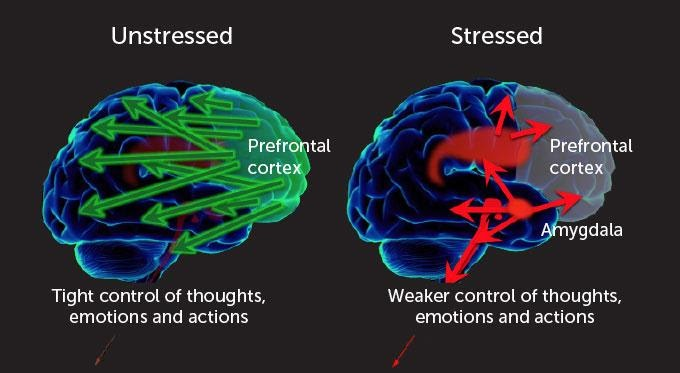 Unstressed
Stressed
Prefrontal
cortex
Prefrontal
cortex
Amygdala
Tight control of thoughts,
emotions and actions
Weaker control of thoughts,
emotions and actions